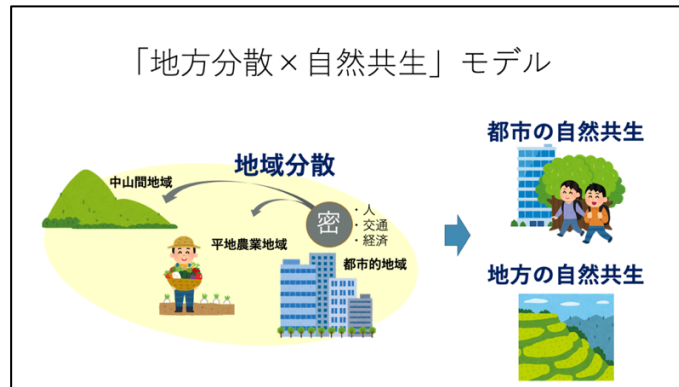 「地方分散×自然共生」モデル
地域分散
中山間地域
密
・人
・交通
・経済
平地農業地域
都市的地域
都市の自然共生
地方の自然共生